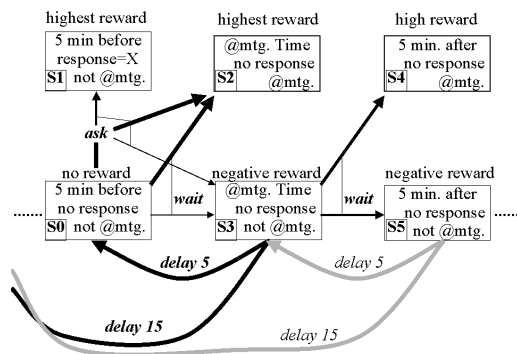 highest reward
highest reward
high reward
5 min before
response=X
S1 not @mtg.
@mtg. Time
no response
S2 @mtg.
5 min. after
no response
S4 @mtg.
ask
no reward
negative reward
negative reward
5 min before
no response
S0 not @mtg.
wait
@mtg. Time
no response
S3 not @mtg.
wait
5 min. after
no response
S5 not @mtg.
delay 5
delay 5
delay 15
delay 15